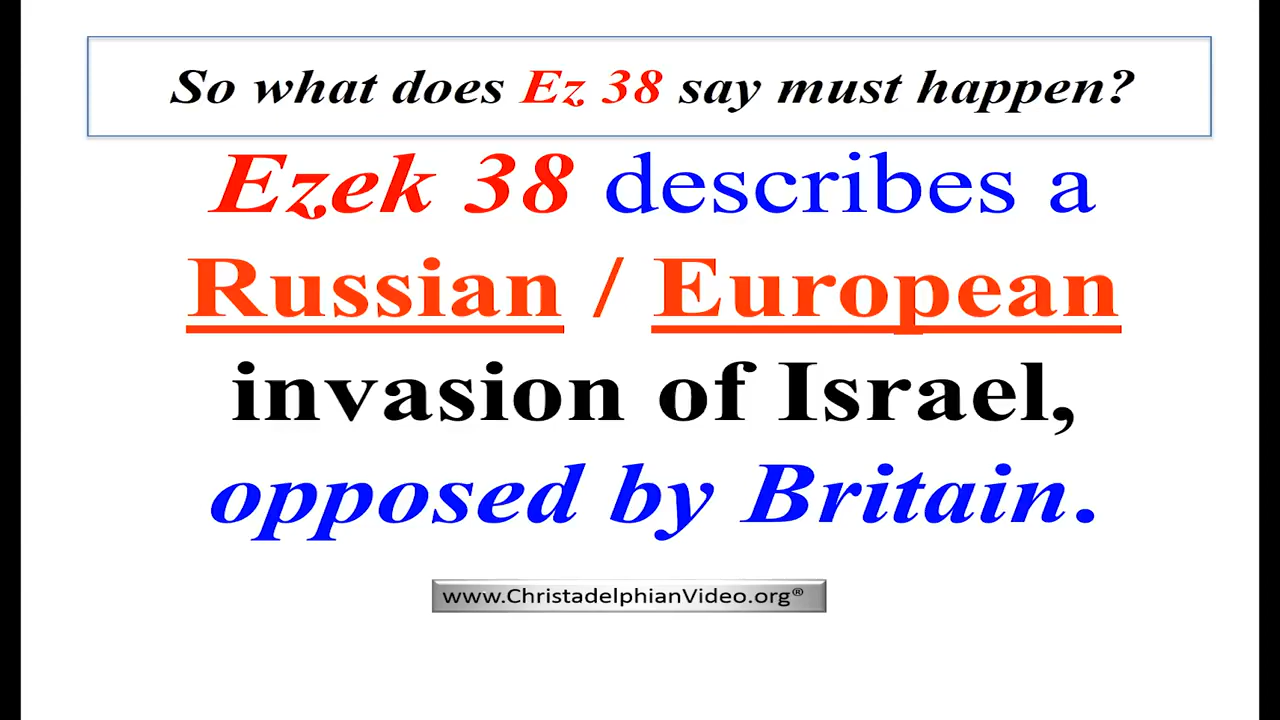 So what does Ez 38 say must happen?
Ezek 38 describes a
Russian / European
invasion of Israel,
opposed by Britain.
www.ChristadelphianVideo.org®